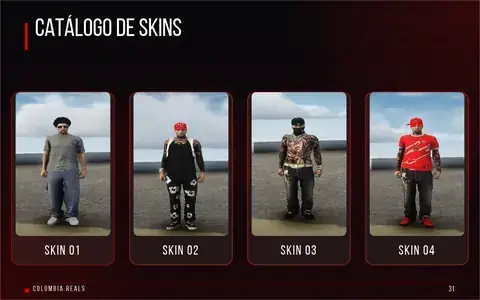 CATÁLOGO DE SKINS
SKIN 01
SKIN 02
SKIN 03
SKIN 04
COLOMBIA REALS
31